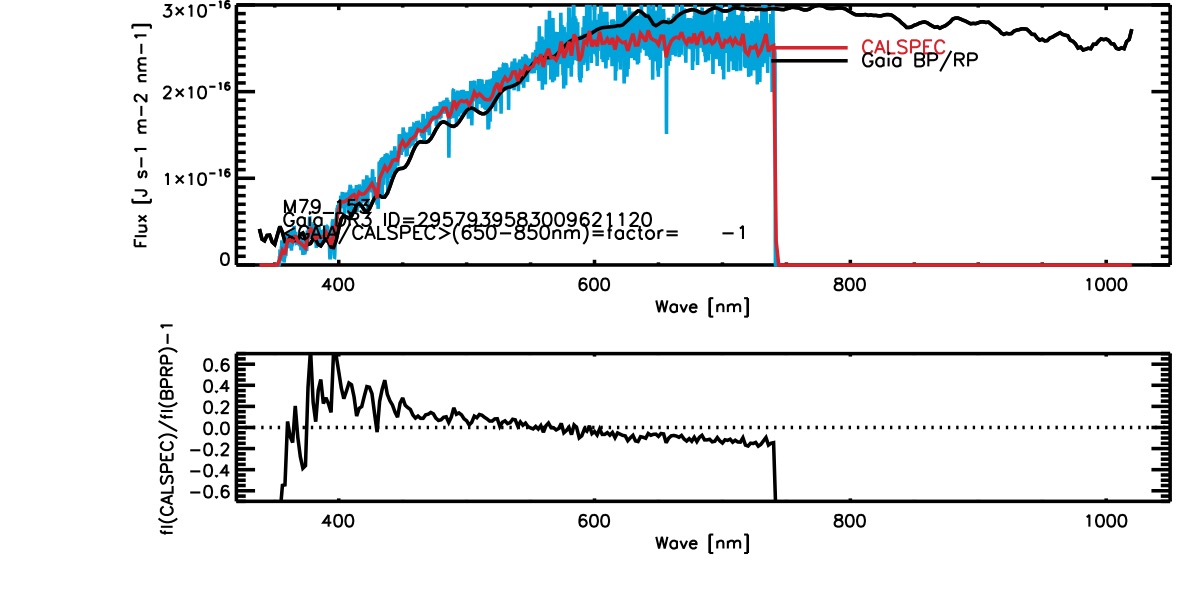 3×10−16
2×10−16
1×10−16
0
Flux [J s−1 m−2 nm−1]
CALSPEC
Gaia BP/RP
M79_153
Gaia DR3 ID=2957939583009621120
<GAIA/CALSPEC>(650−850nm)=factor= −1
400 600 800 1000
Wave [nm]
fl(CALSPEC)/fl(BPRP)−1
0.6
0.4
0.2
0.0
−0.2
−0.4
−0.6
400 600 800 1000
Wave [nm]